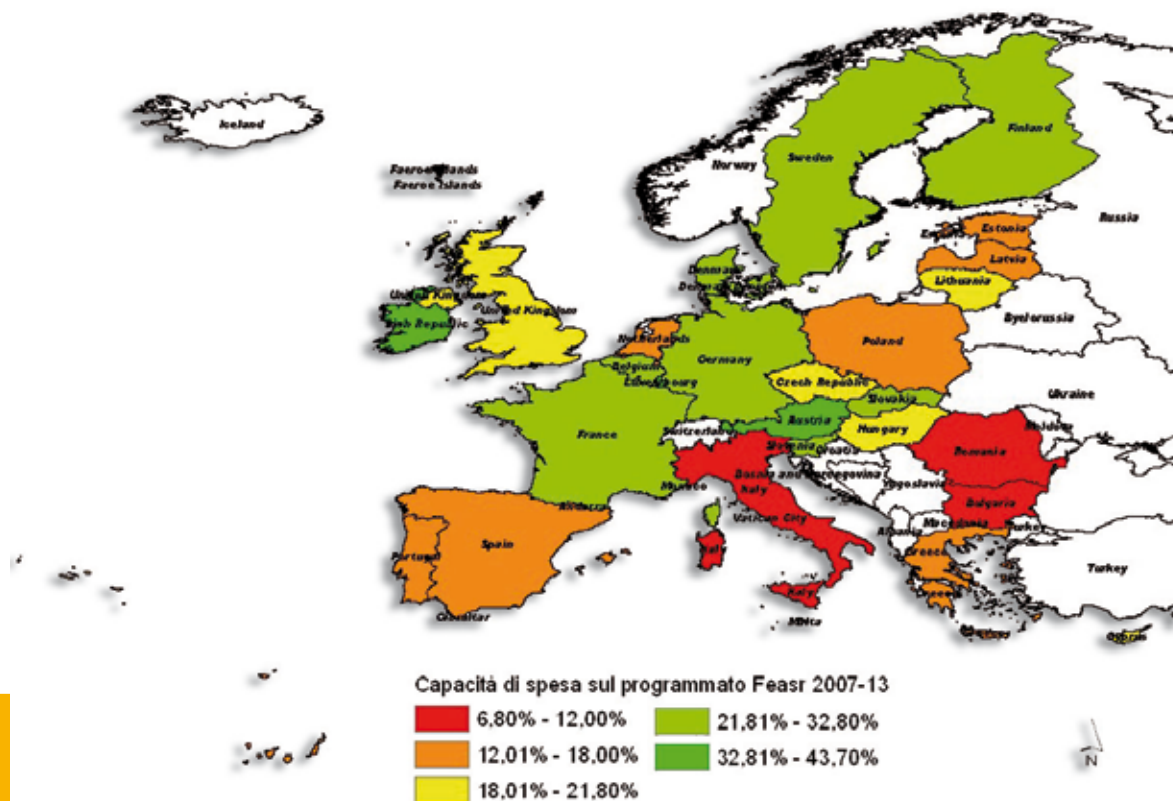 Iceland
Faeroe Islands
Faeroe Islands
Norway
Sweden
Finland
Russia
Estonia
Latvia
Lithuania
Denmark
United Kingdom
United Kingdom
Irish Republic
Netherlands
Byelorussia
Poland
Germany
Belgium
Luxembourg
Czech Republic
Slovakia
Ukraine
Austria
Hungary
Moldova
France
Switzerland
Slovenia
Croatia
Romania
Bosnia and Hercegovina
Yugoslavia
Monaco
Italy
Bulgaria
Andorra
Vatican City
Macedonia
Turkey
Albania
Spain
Portugal
Italy
Greece
Turkey
Italy
Greece
Gibraltar
Malta
Cyprus
Capacità di spesa sul programmato Feasr 2007-13
6,80% - 12,00%
21,81% - 32,80%
12,01% - 18,00%
32,81% - 43,70%
18,01% - 21,80%
N